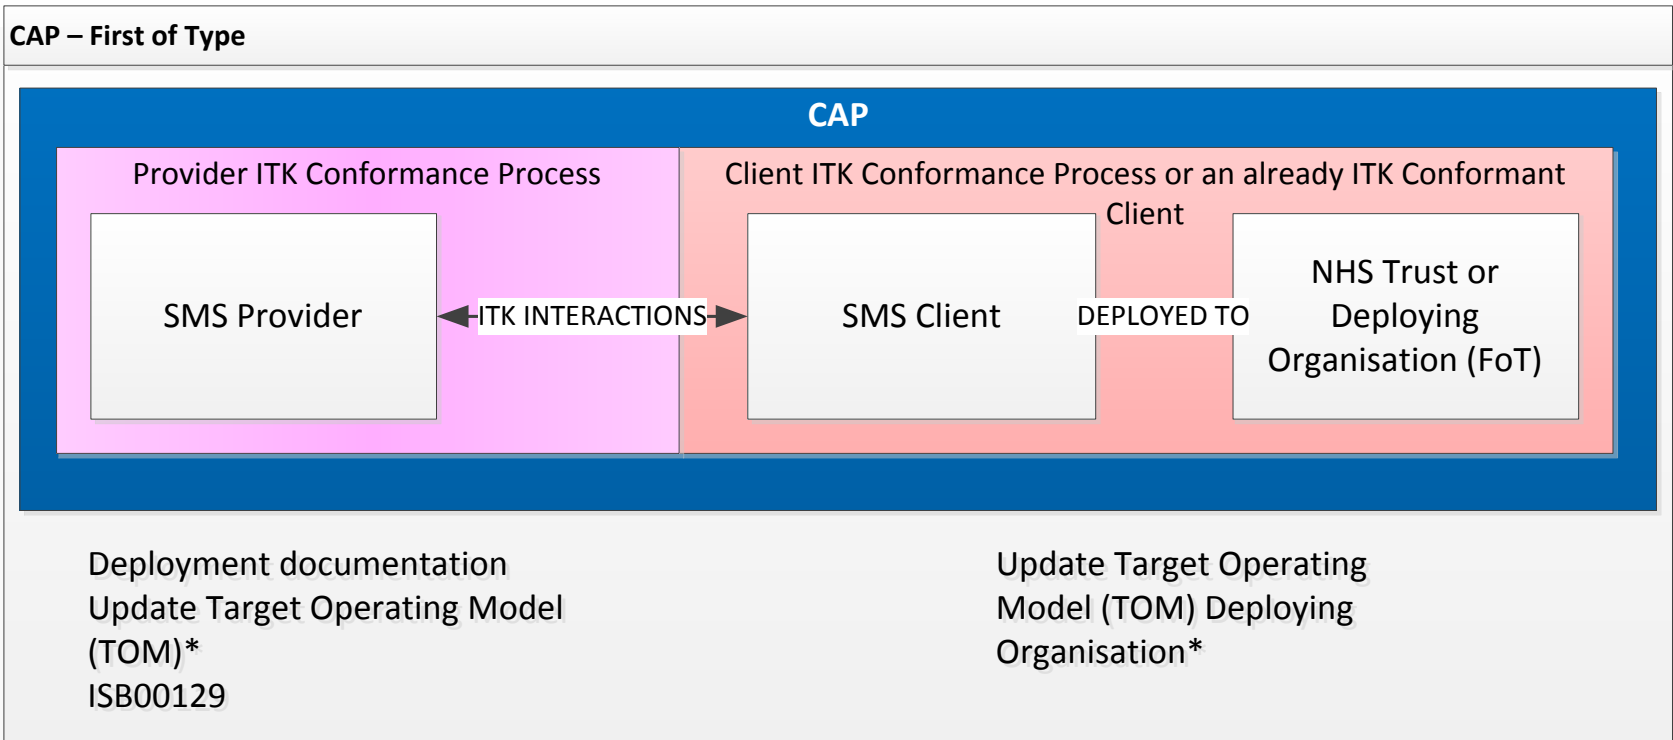 CAP – First of Type
CAP
Provider ITK Conformance Process
Client ITK Conformance Process or an already ITK Conformant
Client
SMS Provider
ITK INTERACTIONS
SMS Client
DEPLOYED TO
NHS Trust or
Deploying
Organisation (FoT)
Deployment documentation
Update Target Operating Model
(TOM)*
ISB00129
Update Target Operating
Model (TOM) Deploying
Organisation*